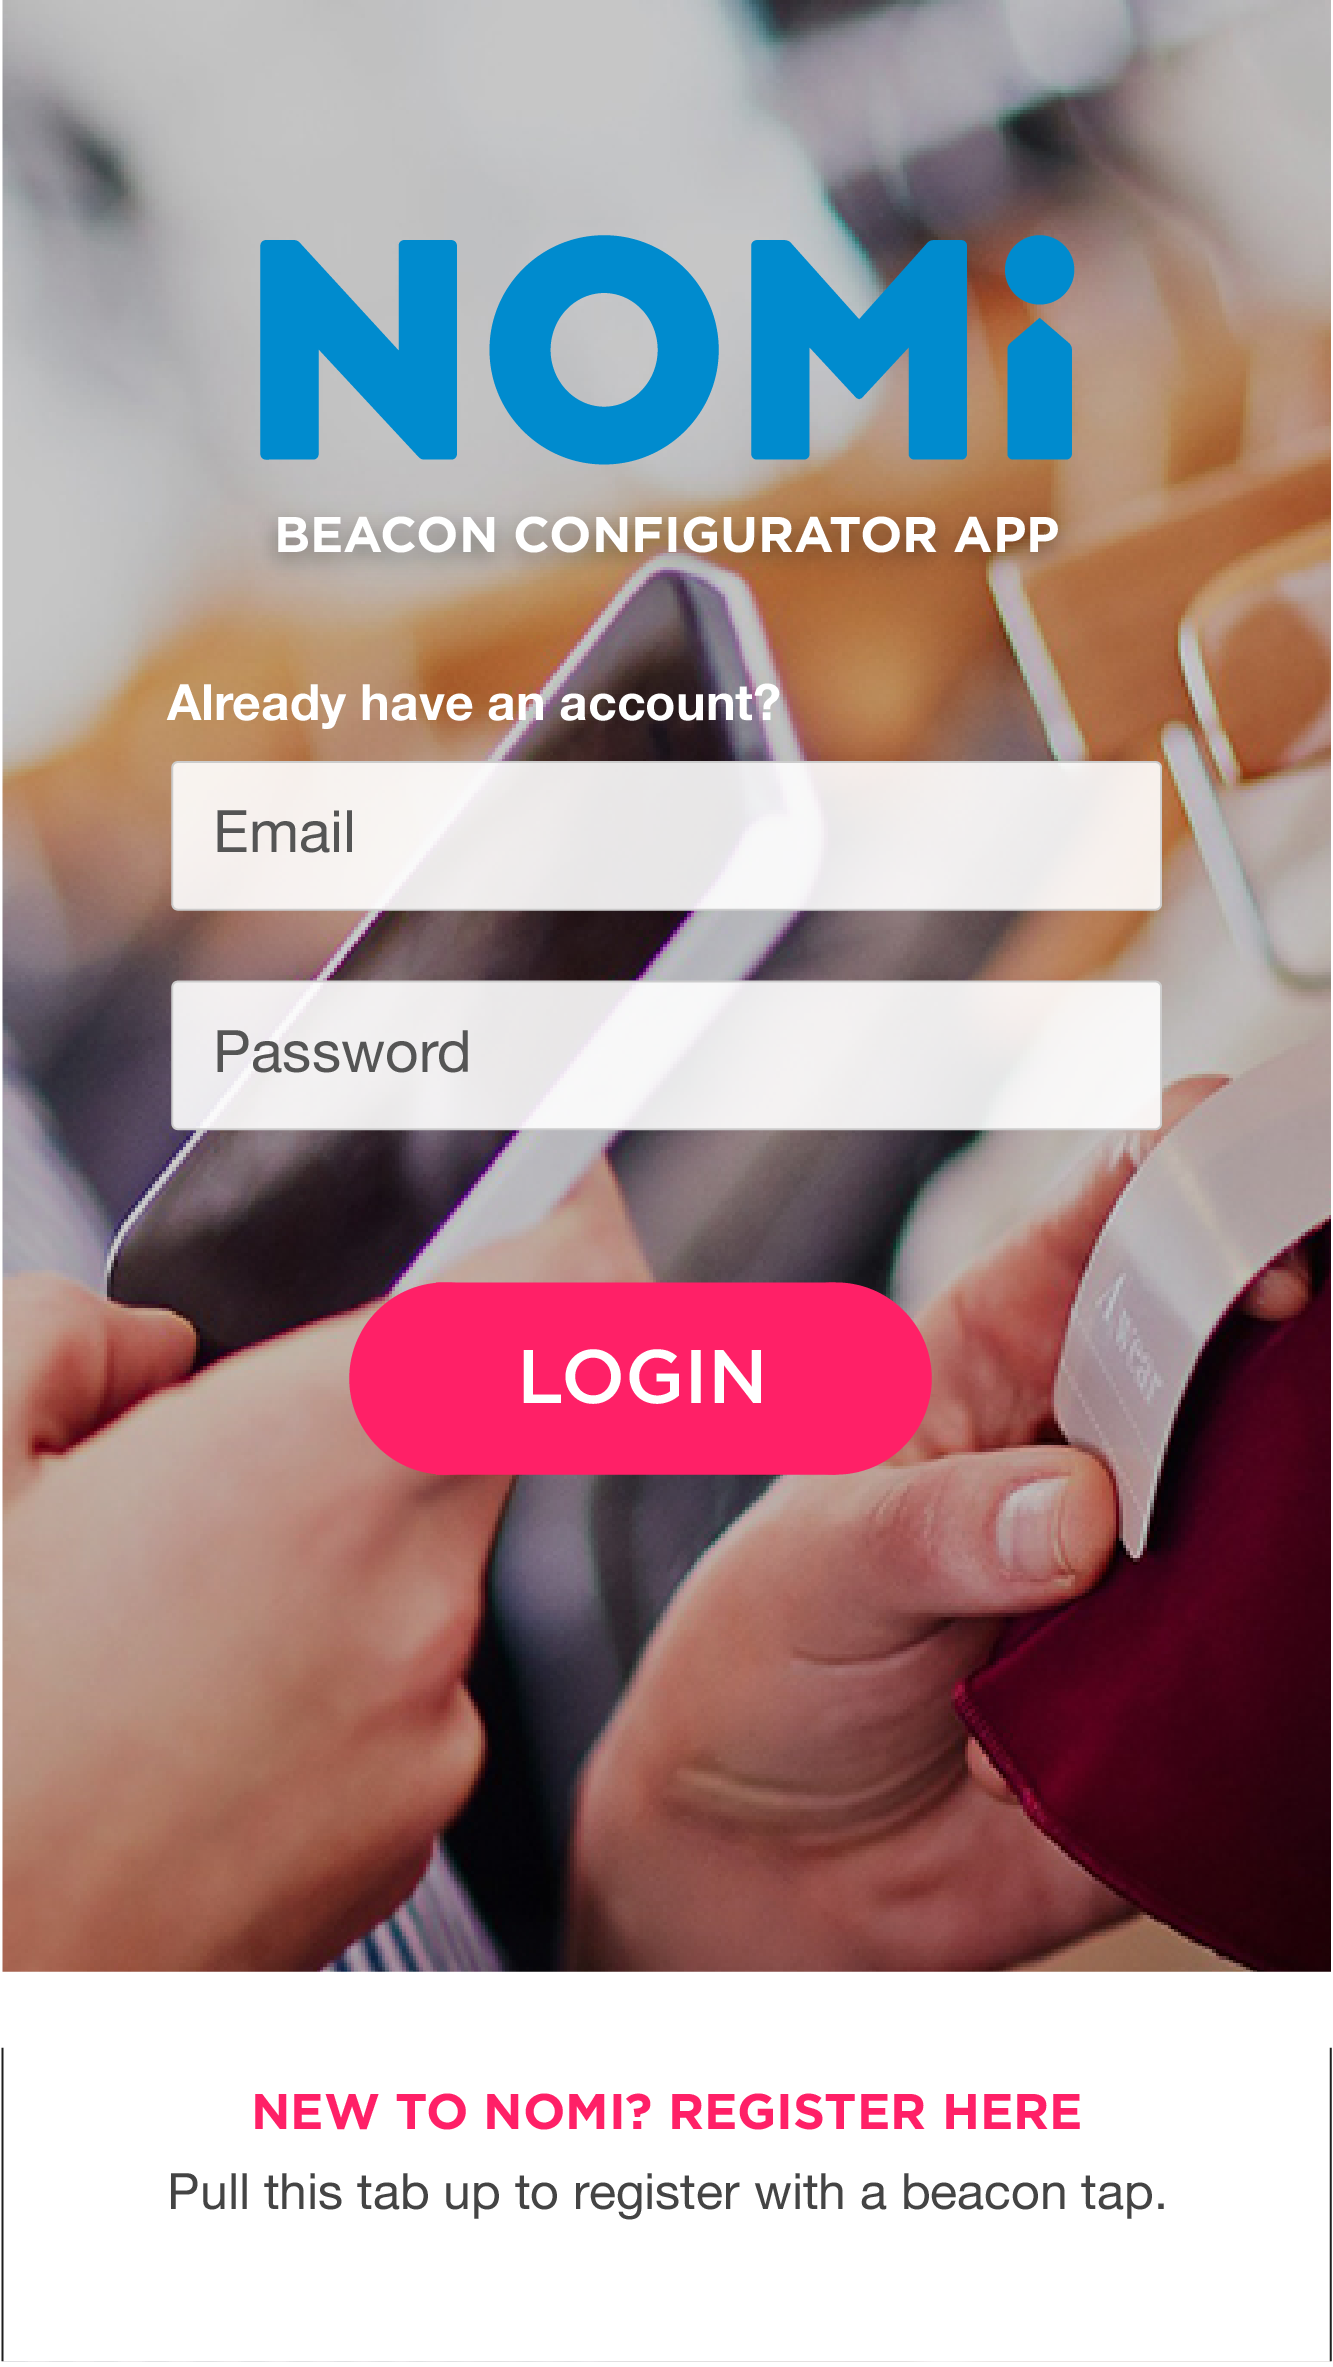 NOMi
BEACON CONFIGURATOR APP
Already have an account?
Email
Password
Awear
LOGIN
NEW TO NOMI? REGISTER HERE
Pull this tab up to register with a beacon tap.